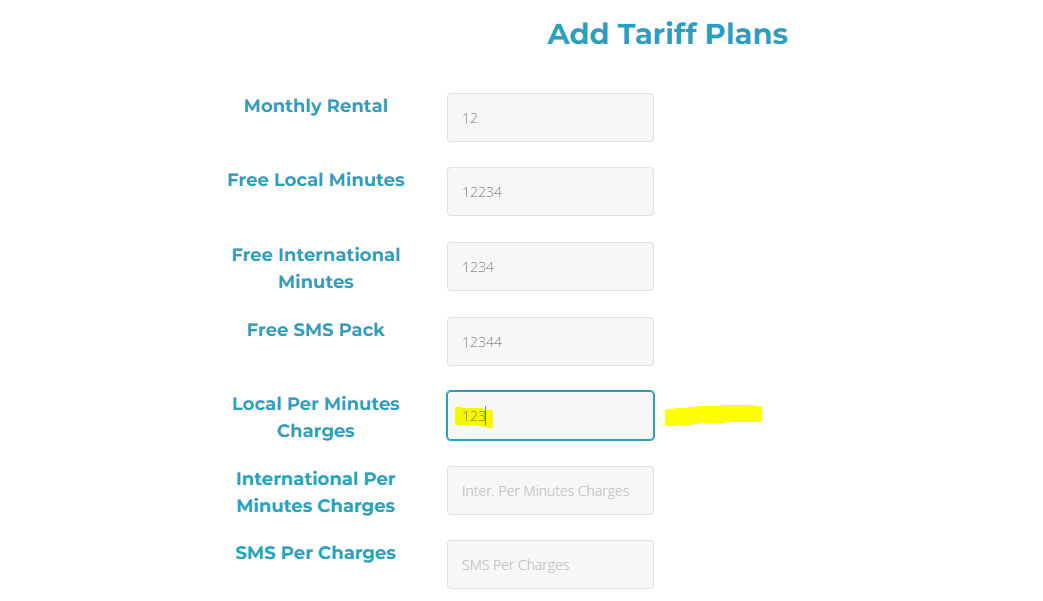 Add Tariff Plans
Monthly Rental
12
Free Local Minutes
12234
Free International
Minutes
1234
Free SMS Pack
12344
Local Per Minutes
Charges
123
International Per
Minutes Charges
Inter. Per Minutes Charges
SMS Per Charges
SMS Per Charges